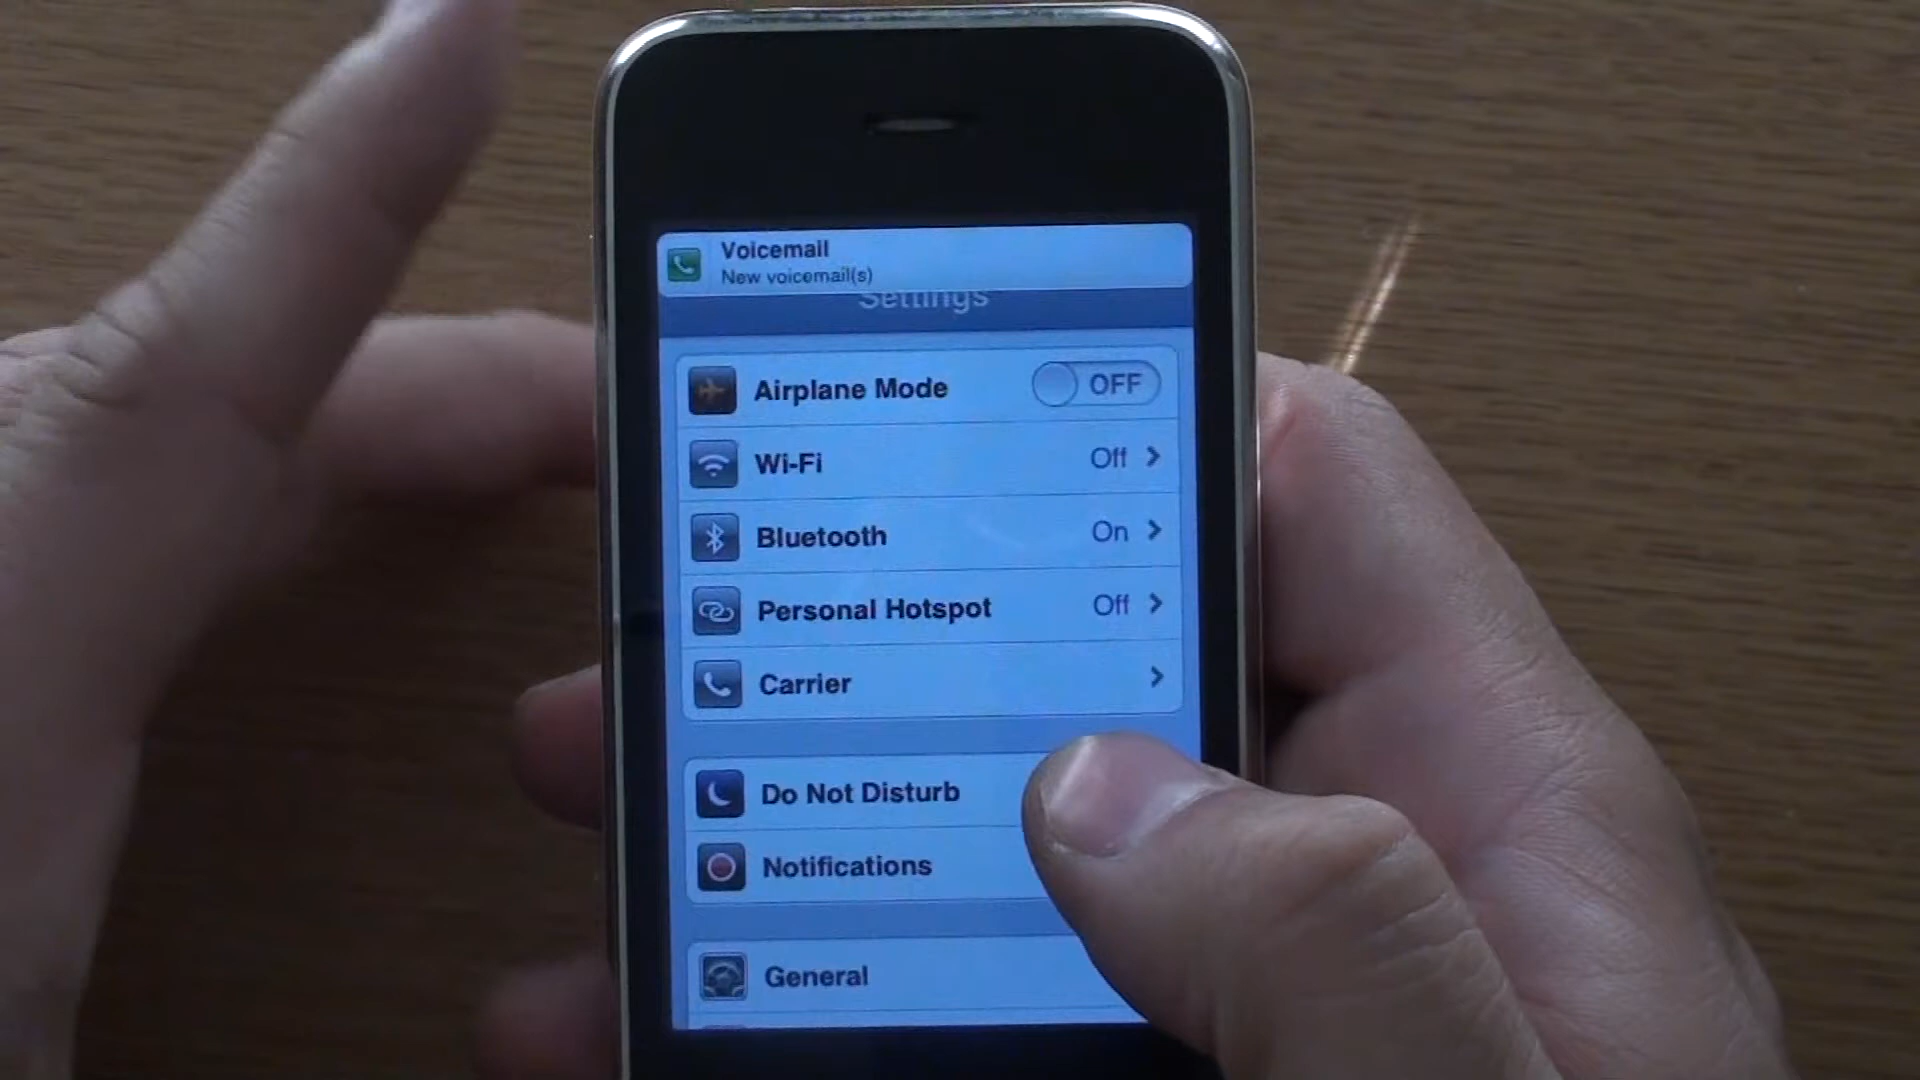 Voicemail
New voicemail(s)
Settings
Airplane Mode OFF
Wi-Fi Off
Bluetooth On
Personal Hotspot Off
Carrier
Do Not Disturb
Notifications
General